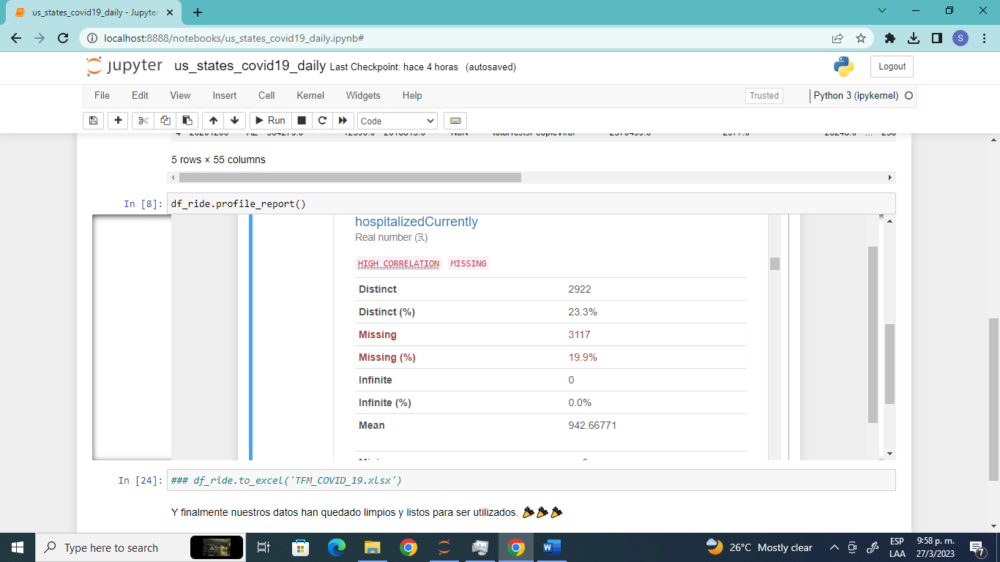 us_states_covid19_daily - Jupyter
localhost:8888/notebooks/us_states_covid19_daily.ipynb#
S
jupyter us_states_covid19_daily Last Checkpoint: hace 4 horas (autosaved)
Logout
File Edit View Insert Cell Kernel Widgets Help
Trusted Python 3 (ipykernel)
Run Code
5 rows × 55 columns
In [8]: df_ride.profile_report()
hospitalizedCurrently
Real number (ℝ)
HIGH CORRELATION MISSING
Distinct 2922
Distinct (%) 23.3%
Missing 3117
Missing (%) 19.9%
Infinite 0
Infinite (%) 0.0%
Mean 942.66771
In [24]: ### df_ride.to_excel('TFM_COVID_19.xlsx')
Y finalmente nuestros datos han quedado limpios y listos para ser utilizados. 🎉🎉🎉
Type here to search
26°C Mostly clear
ESP 9:58 p. m.
LAA 27/3/2023
7